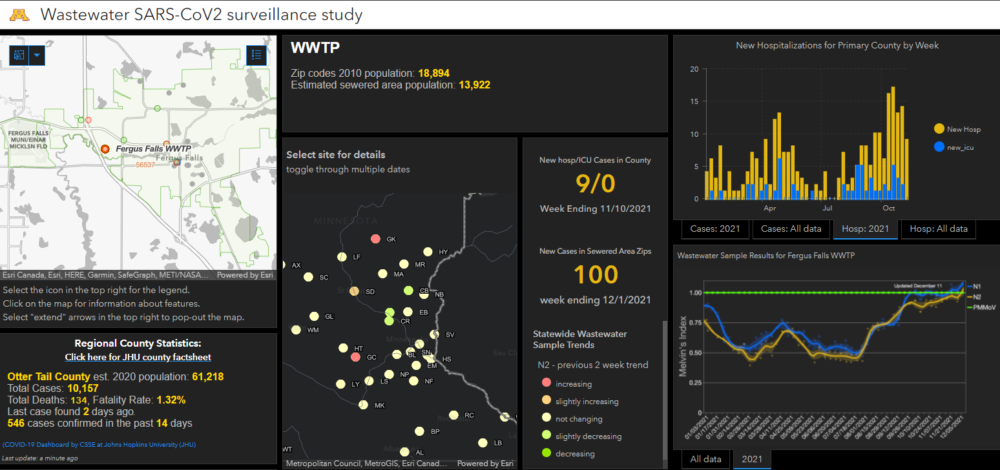 Wastewater SARS-CoV2 surveillance study
FERGUS FALLS
MUNI/EINAR
MICKLSN FLD
Fergus Falls WWTP
Fergus Falls
56537
Esri Canada, Esri, HERE, Garmin, SafeGraph, METI/NASA... Powered by Esri
Select the icon in the top right for the legend.
Click on the map for information about features.
Select "extend" arrows in the top right to pop-out the map.
Regional County Statistics:
Click here for JHU county factsheet
Otter Tail County est. 2020 population: 61,218
Total Cases: 10,157
Total Deaths: 134, Fatality Rate: 1.32%
Last case found 2 days ago.
546 cases confirmed in the past 14 days
(COVID-19 Dashboard by CSSE at Johns Hopkins University (JHU)
Last update: a minute ago
WWTP
Zip codes 2010 population: 18,894
Estimated sewered area population: 13,922
Select site for details
toggle through multiple dates
MINNESOTA
GK
HY
LF
AX
MR
SC
MA
SD
CB
NB
GL
EB
CR
WM
Minneapolis
SV
HT
GC
BL
SN
HS
EM
NP
LY
LS
NF
MK
RC
BP
LB
WT
AL
Eau Cla
Metropolitan Council, MetroGIS, Esri Canad... Powered by Esri
New hosp/ICU Cases in County
9/0
Week Ending 11/10/2021
New Cases in Sewered Area Zips
100
week ending 12/1/2021
Statewide Wastewater
Sample Trends
N2 - previous 2 week trend
increasing
slightly increasing
not changing
slightly decreasing
decreasing
New Hospitalizations for Primary County by Week
20
15
10
5
0
Apr
Jul
Oct
New Hosp
new_icu
Cases: 2021
Cases: All data
Hosp: 2021
Hosp: All data
Wastewater Sample Results for Fergus Falls WWTP
Updated December 11
Melvin's Index
1.00
0.75
0.50
0.25
0
N1
N2
PMMoV
01/03/2021
01/17/2021
01/31/2021
02/14/2021
02/28/2021
03/14/2021
03/28/2021
04/11/2021
04/25/2021
05/09/2021
05/23/2021
06/06/2021
06/20/2021
07/04/2021
07/18/2021
08/01/2021
08/15/2021
08/29/2021
09/12/2021
09/26/2021
10/10/2021
10/24/2021
11/07/2021
11/21/2021
12/05/2021
All data
2021